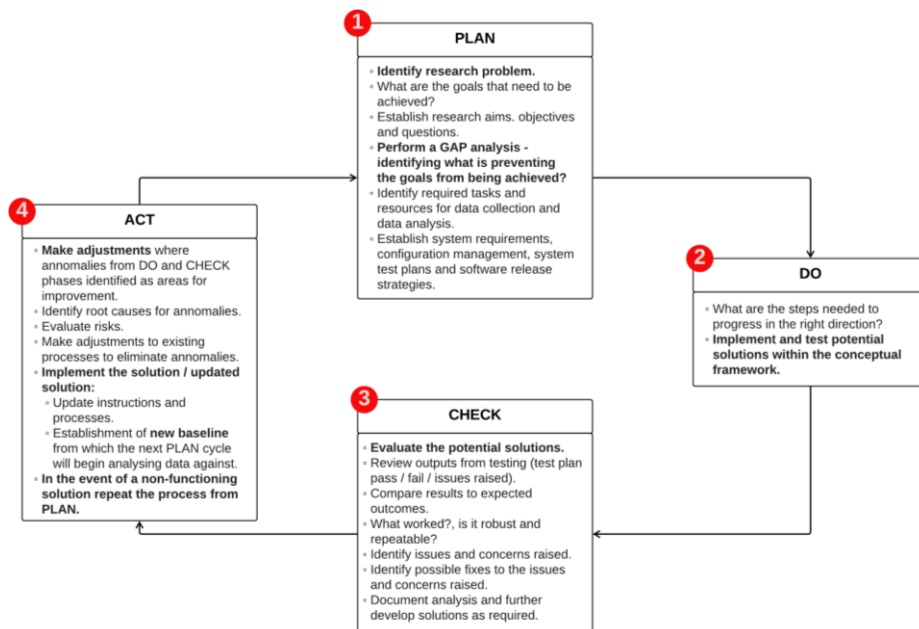 1
PLAN
◦ Identify research problem.
◦ What are the goals that need to be
achieved?
◦ Establish research aims. objectives
and questions.
◦ Perform a GAP analysis -
identifying what is preventing
the goals from being achieved?
◦ Identify required tasks and
resources for data collection and
data analysis.
◦ Establish system requirements,
configuration management, system
test plans and software release
strategies.
2
DO
◦ What are the steps needed to
progress in the right direction?
◦ Implement and test potential
solutions within the conceptual
framework.
3
CHECK
◦ Evaluate the potential solutions.
◦ Review outputs from testing (test plan
pass / fail / issues raised).
◦ Compare results to expected
outcomes.
◦ What worked?, is it robust and
repeatable?
◦ Identify issues and concerns raised.
◦ Identify possible fixes to the issues
and concerns raised.
◦ Document analysis and further
develop solutions as required.
4
ACT
◦ Make adjustments where
annomalies from DO and CHECK
phases identified as areas for
improvement.
◦ Identify root causes for annomalies.
◦ Evaluate risks.
◦ Make adjustments to existing
processes to eliminate annomalies.
◦ Implement the solution / updated
solution:
◦ Update instructions and
processes.
◦ Establishment of new baseline
from which the next PLAN cycle
will begin analysing data against.
◦ In the event of a non-functioning
solution repeat the process from
PLAN.